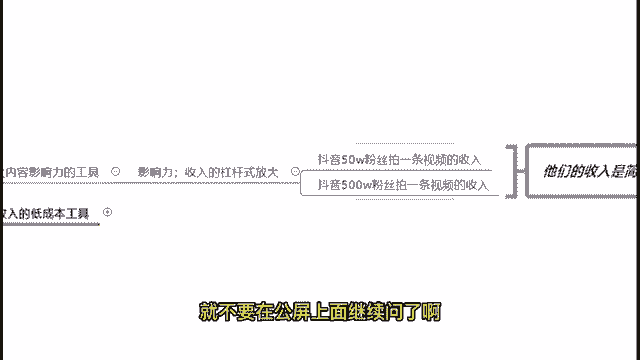 抖音50w粉丝拍一条视频的收入
内容影响力的工具
影响力；收入的杠杆式放大
抖音500w粉丝拍一条视频的收入
他们的收入是
收入的低成本工具
就不要在公屏上面继续问了啊